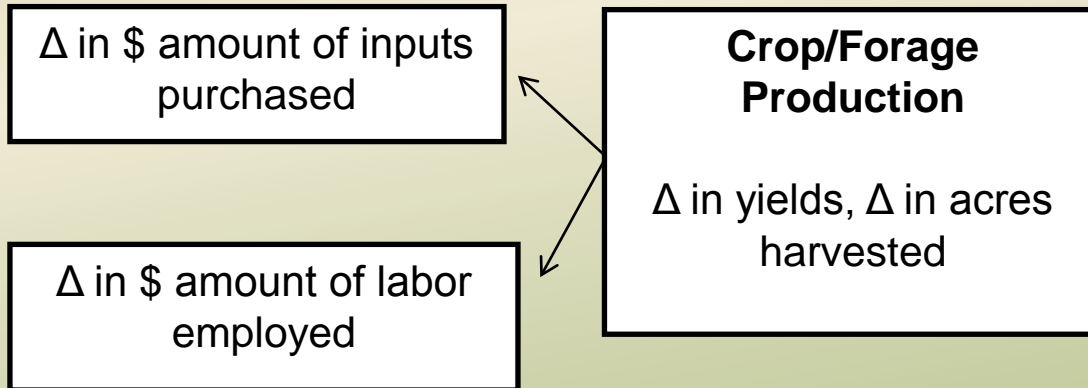 Δ in $ amount of inputs
purchased
Crop/Forage
Production
Δ in yields, Δ in acres
harvested
Δ in $ amount of labor
employed